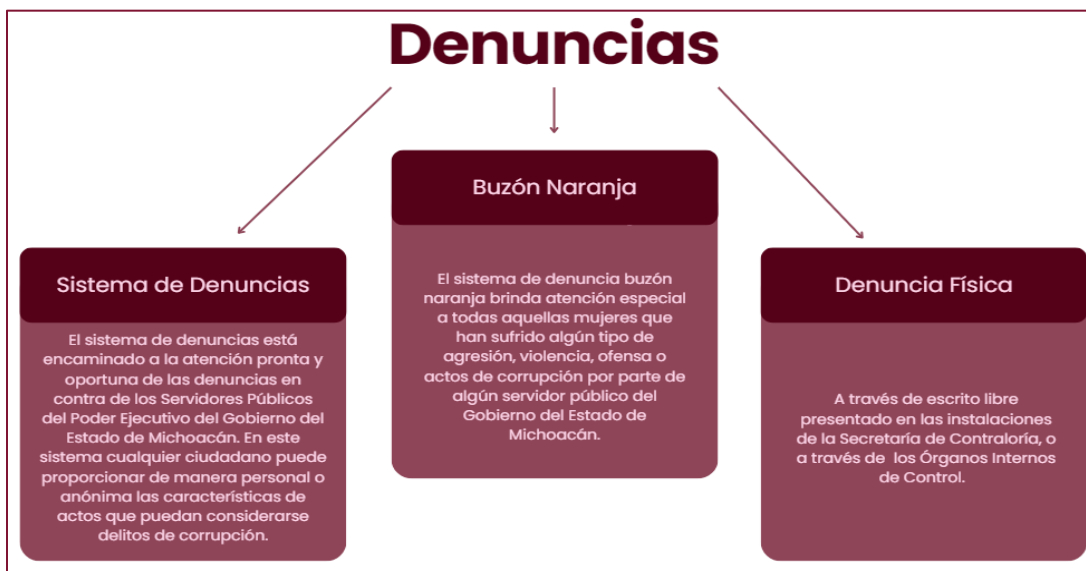 Denuncias
Sistema de Denuncias
El sistema de denuncias está
encaminado a la atención pronta y
oportuna de las denuncias en
contra de los Servidores Públicos
del Poder Ejecutivo del Gobierno del
Estado de Michoacán. En este
sistema cualquier ciudadano puede
proporcionar de manera personal o
anónima las características de
actos que puedan considerarse
delitos de corrupción.
Buzón Naranja
El sistema de denuncia buzón
naranja brinda atención especial
a todas aquellas mujeres que
han sufrido algún tipo de
agresión, violencia, ofensa o
actos de corrupción por parte de
algún servidor público del
Gobierno del Estado de
Michoacán.
Denuncia Física
A través de escrito libre
presentado en las instalaciones
de la Secretaría de Contraloría, o
a través de los Órganos Internos
de Control.